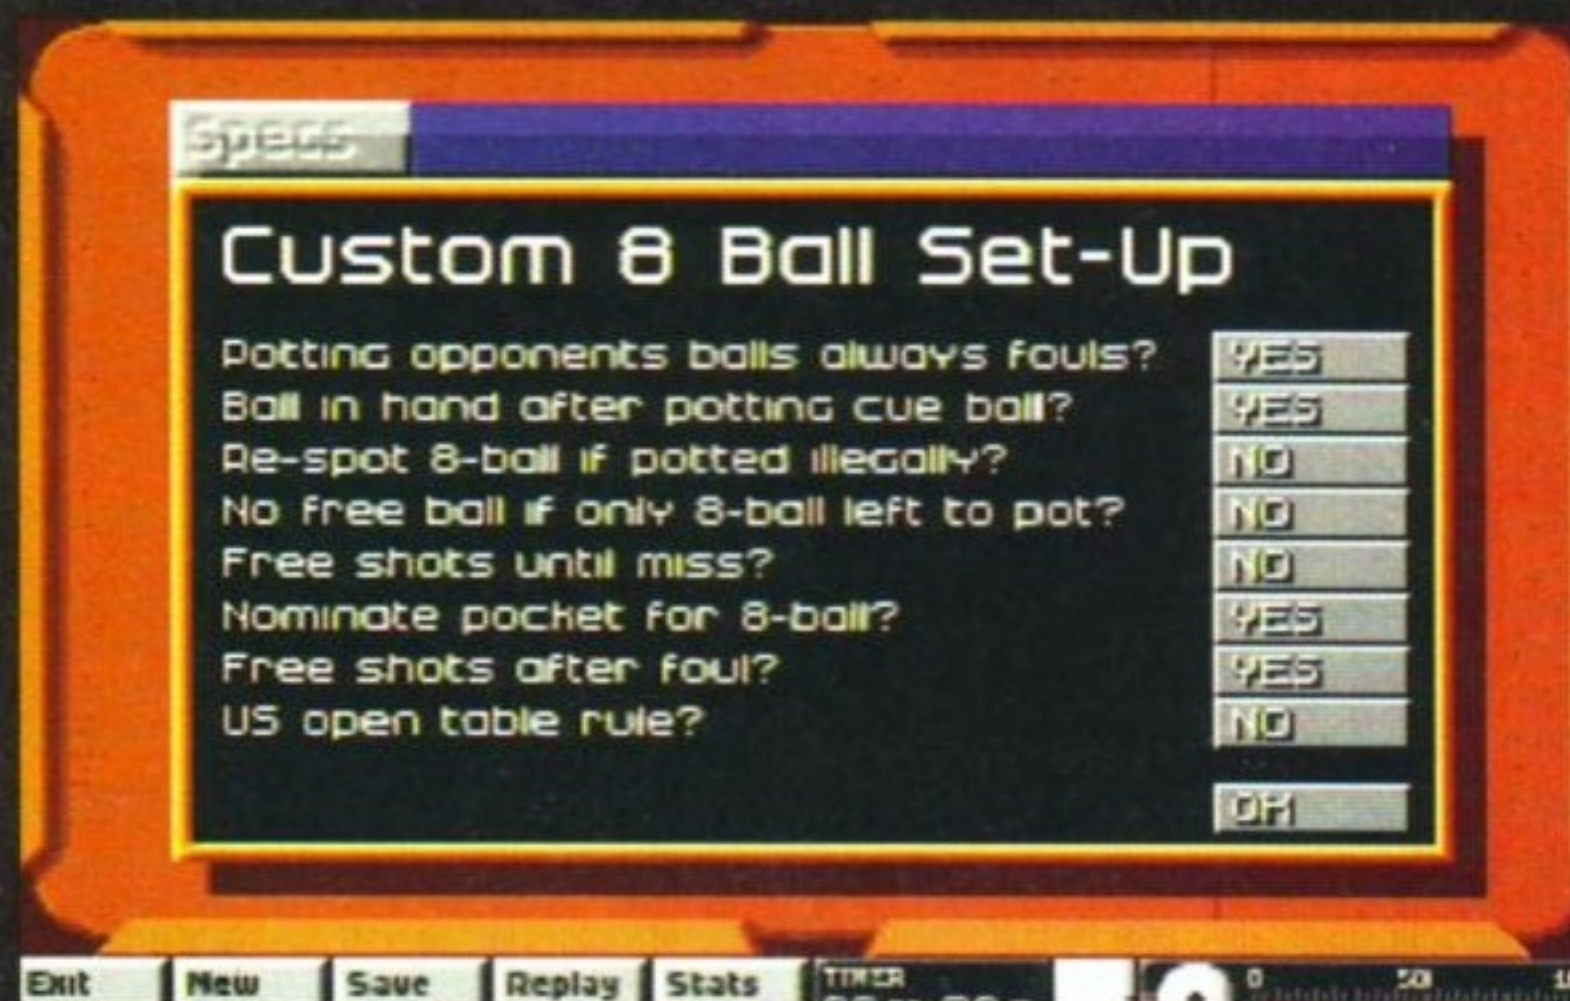 Specs
Custom 8 Ball Set-Up
Potting opponents balls always fouls? YES
Ball in hand after potting cue ball? YES
Re-spot 8-ball if potted illegally? NO
No free ball if only 8-ball left to pot? NO
Free shots until miss? NO
Nominate pocket for 8-ball? YES
Free shots after foul? YES
US open table rule? NO
OK
Exit New Save Replay Stats TIMER 0 50